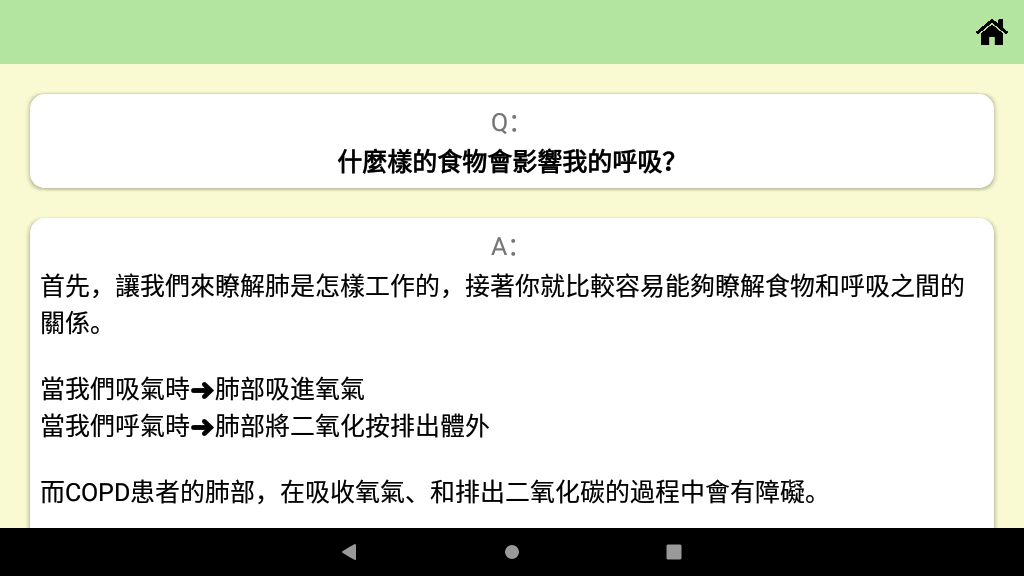 Q：
什麼樣的食物會影響我的呼吸？
A：
首先，讓我們來瞭解肺是怎樣工作的，接著你就比較容易能夠瞭解食物和呼吸之間的
關係。
當我們吸氣時➜肺部吸進氧氣
當我們呼氣時➜肺部將二氧化按排出體外
而COPD患者的肺部，在吸收氧氣、和排出二氧化碳的過程中會有障礙。